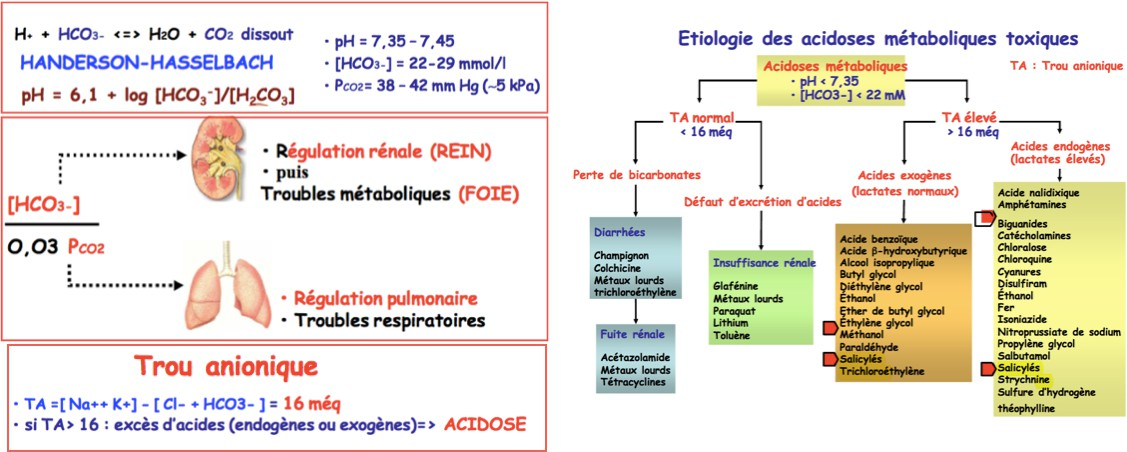 H+ + HCO3- <=> H2O + CO2 dissout
HANDERSON-HASSELBACH
pH = 6,1 + log [HCO3-]/[H2CO3]
• pH = 7,35 – 7,45
• [HCO3-] = 22-29 mmol/l
• PCO2= 38 – 42 mm Hg (~5 kPa)
[HCO3-]
0,03 PCO2
• Régulation rénale (REIN)
• puis
Troubles métaboliques (FOIE)
• Régulation pulmonaire
• Troubles respiratoires
Trou anionique
• TA =[ Na++ K+] – [ Cl- + HCO3- ] = 16 méq
• si TA> 16 : excès d'acides (endogènes ou exogènes)=> ACIDOSE
Etiologie des acidoses métaboliques toxiques
TA : Trou anionique
Acidoses métaboliques
• pH < 7,35
• [HCO3-] < 22 mM
TA normal
< 16 méq
Perte de bicarbonates
Diarrhées
Champignon
Colchicine
Métaux lourds
trichloroéthylène
Fuite rénale
Acétazolamide
Métaux lourds
Tétracyclines
Défaut d'excrétion d'acides
Insuffisance rénale
Glafénine
Métaux lourds
Paraquat
Lithium
Toluène
TA élevé
> 16 méq
Acides exogènes
(lactates normaux)
Acide benzoïque
Acide β-hydroxybutyrique
Alcool isopropylique
Butyl glycol
Diéthylène glycol
Éthanol
Ether de butyl glycol
Éthylène glycol
Méthanol
Paraldéhyde
Salicylés
Trichloroéthylène
Acides endogènes
(lactates élevés)
Acide nalidixique
Amphétamines
Biguanides
Catécholamines
Chloralose
Chloroquine
Cyanures
Disulfiram
Éthanol
Fer
Isoniazide
Nitroprussiate de sodium
Propylène glycol
Salbutamol
Salicylés
Strychnine
Sulfure d'hydrogène
théophylline